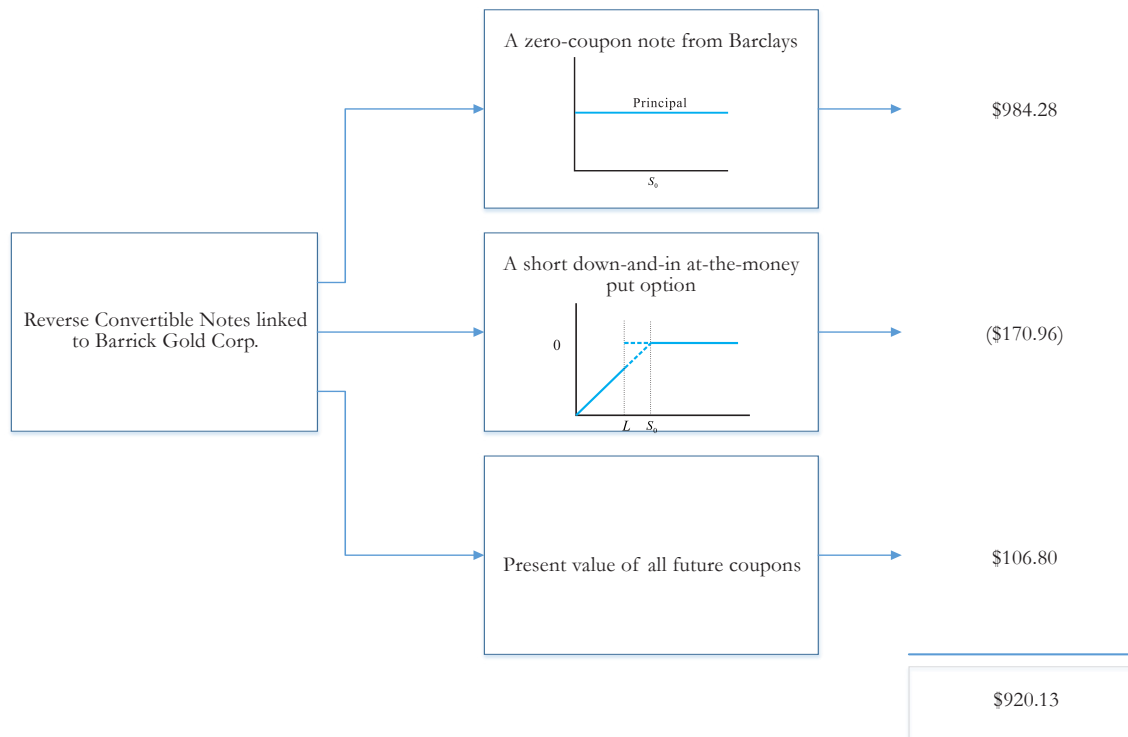 A zero-coupon note from Barclays
Principal
S₀
$984.28
Reverse Convertible Notes linked
to Barrick Gold Corp.
A short down-and-in at-the-money
put option
0
L S₀
($170.96)
Present value of all future coupons
$106.80
$920.13